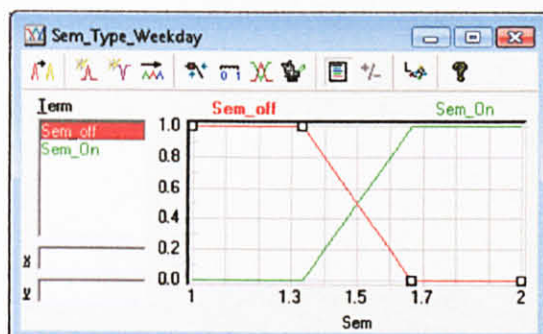 Sem_Type_Weekday
Term
Sem_off
Sem_On
x
y
Sem_off Sem_On
1.0
0.8
0.6
0.4
0.2
0.0
1 1.3 1.5 1.7 2
Sem